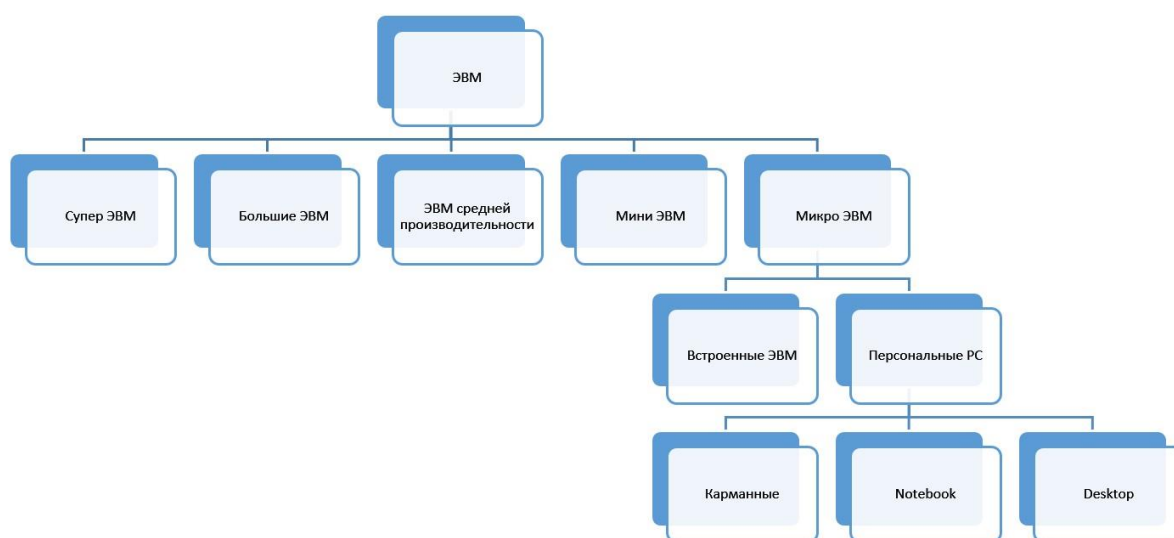 ЭВМ
Супер ЭВМ
Большие ЭВМ
ЭВМ средней
производительности
Мини ЭВМ
Микро ЭВМ
Встроенные ЭВМ
Персональные PC
Карманные
Notebook
Desktop